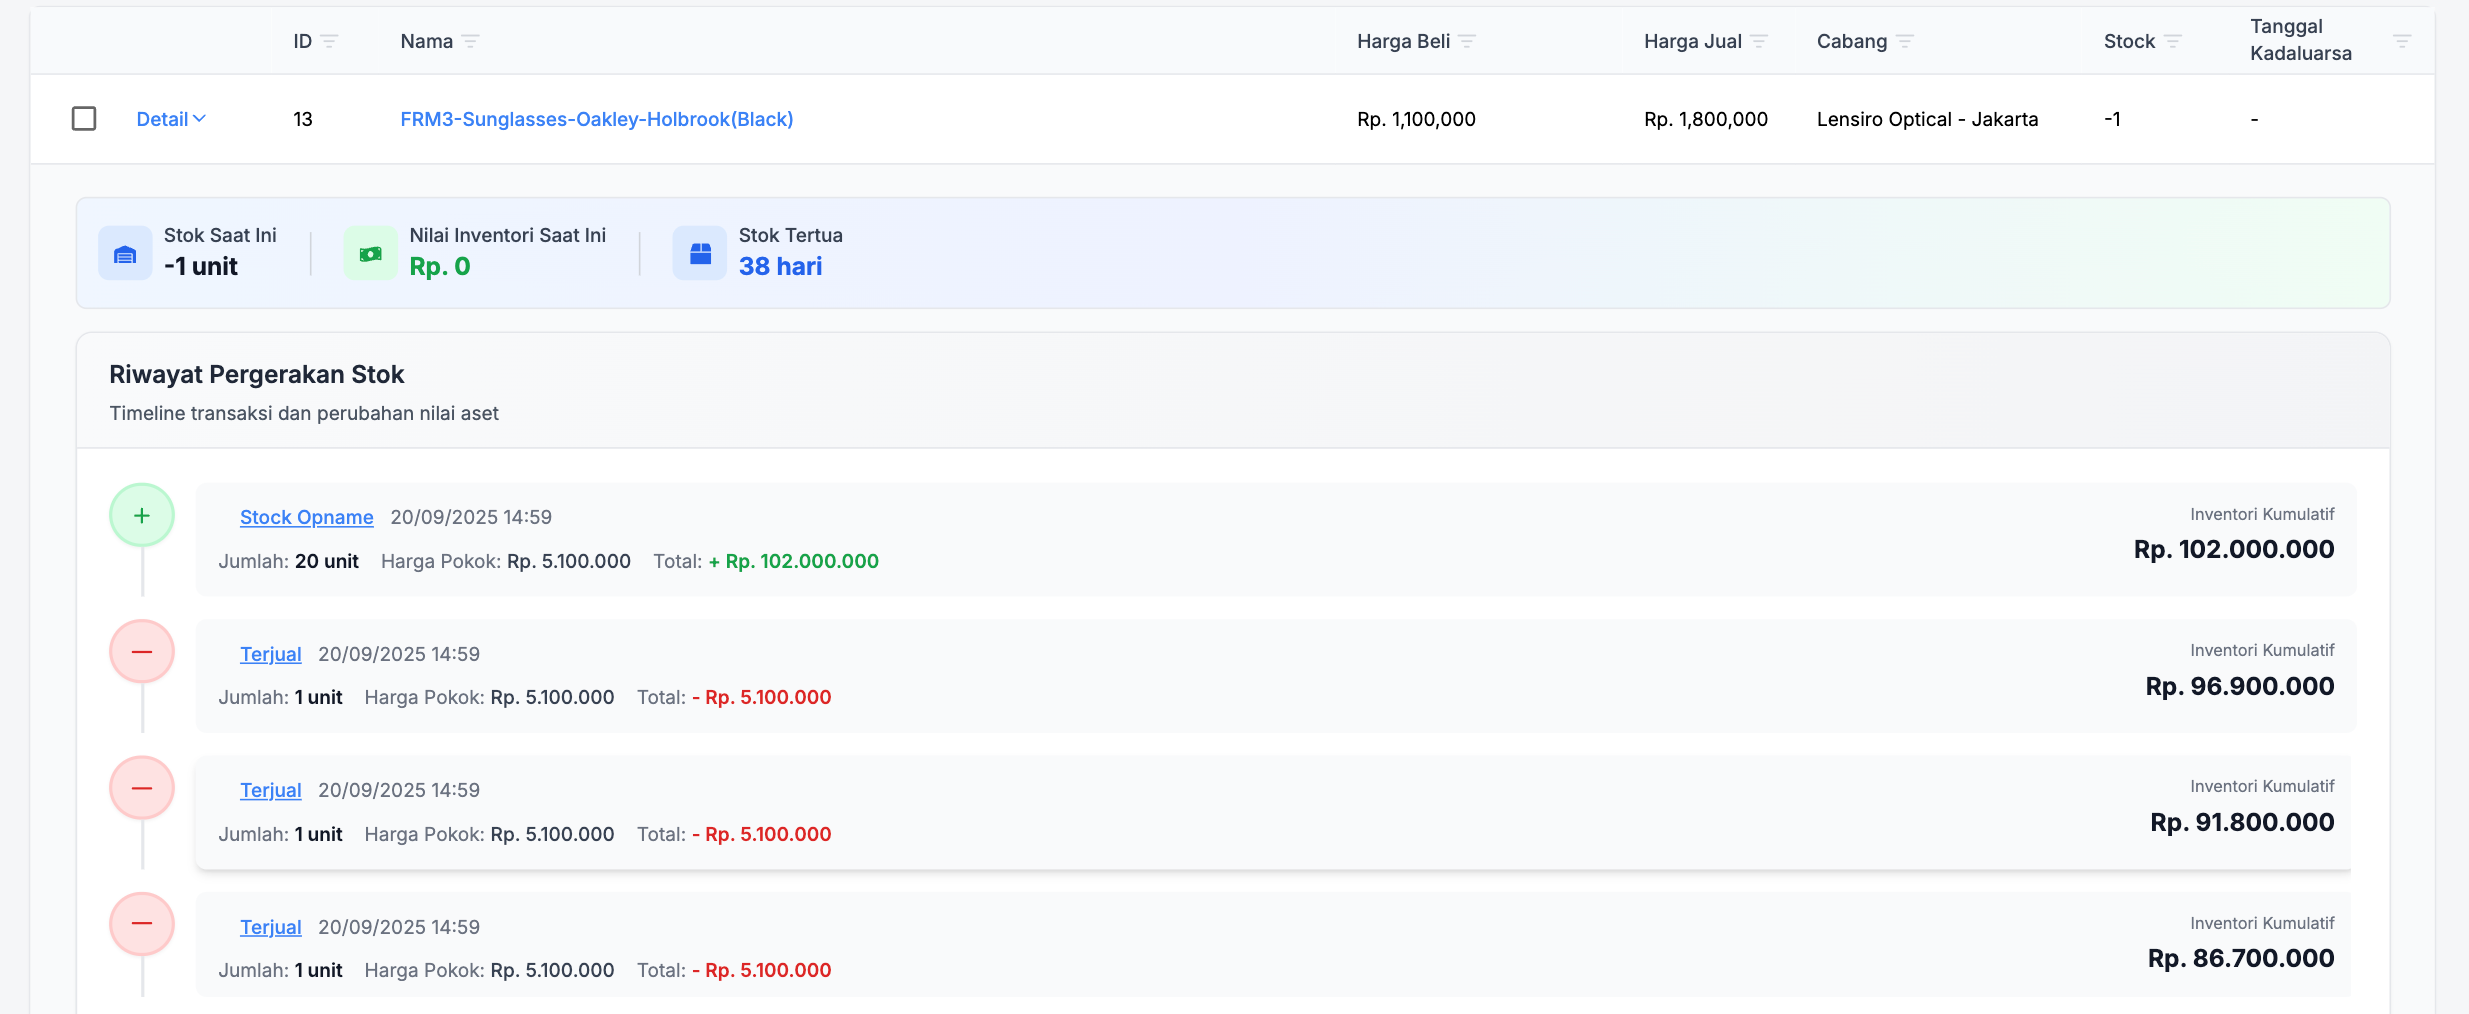 ID Nama Harga Beli Harga Jual Cabang Stock Tanggal Kadaluarsa
Detail 13 FRM3-Sunglasses-Oakley-Holbrook(Black) Rp. 1,100,000 Rp. 1,800,000 Lensiro Optical - Jakarta -1 -
Stok Saat Ini
-1 unit
Nilai Inventori Saat Ini
Rp. 0
Stok Tertua
38 hari
Riwayat Pergerakan Stok
Timeline transaksi dan perubahan nilai aset
Stock Opname 20/09/2025 14:59
Jumlah: 20 unit Harga Pokok: Rp. 5.100.000 Total: + Rp. 102.000.000
Inventori Kumulatif
Rp. 102.000.000
Terjual 20/09/2025 14:59
Jumlah: 1 unit Harga Pokok: Rp. 5.100.000 Total: - Rp. 5.100.000
Inventori Kumulatif
Rp. 96.900.000
Terjual 20/09/2025 14:59
Jumlah: 1 unit Harga Pokok: Rp. 5.100.000 Total: - Rp. 5.100.000
Inventori Kumulatif
Rp. 91.800.000
Terjual 20/09/2025 14:59
Jumlah: 1 unit Harga Pokok: Rp. 5.100.000 Total: - Rp. 5.100.000
Inventori Kumulatif
Rp. 86.700.000